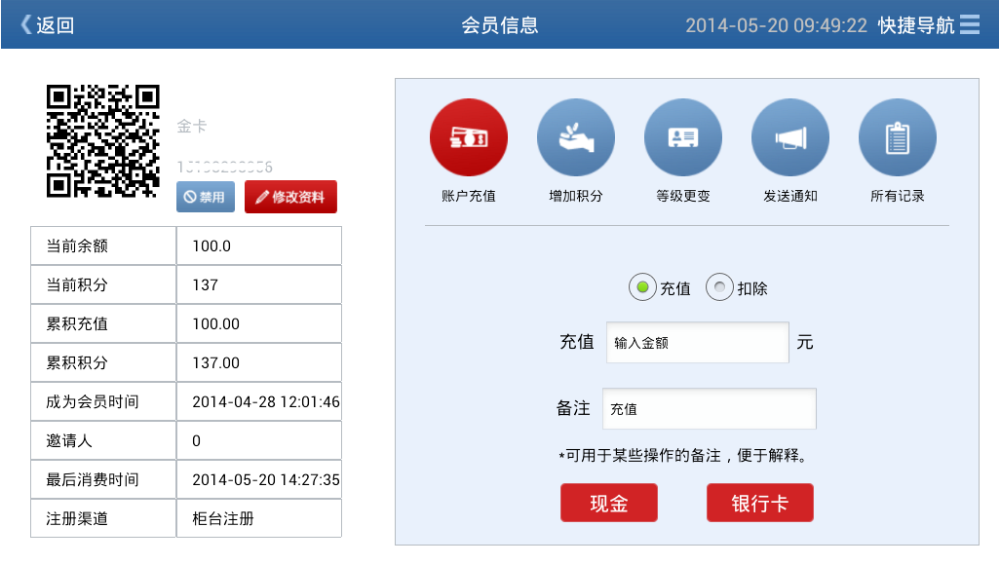 返回
会员信息
2014-05-20 09:49:22 快捷导航
金卡
禁用
修改资料
当前余额 100.0
当前积分 137
累积充值 100.00
累积积分 137.00
成为会员时间 2014-04-28 12:01:46
邀请人 0
最后消费时间 2014-05-20 14:27:35
注册渠道 柜台注册
账户充值 增加积分 等级更变 发送通知 所有记录
充值 扣除
充值 输入金额 元
备注 充值
*可用于某些操作的备注，便于解释。
现金 银行卡